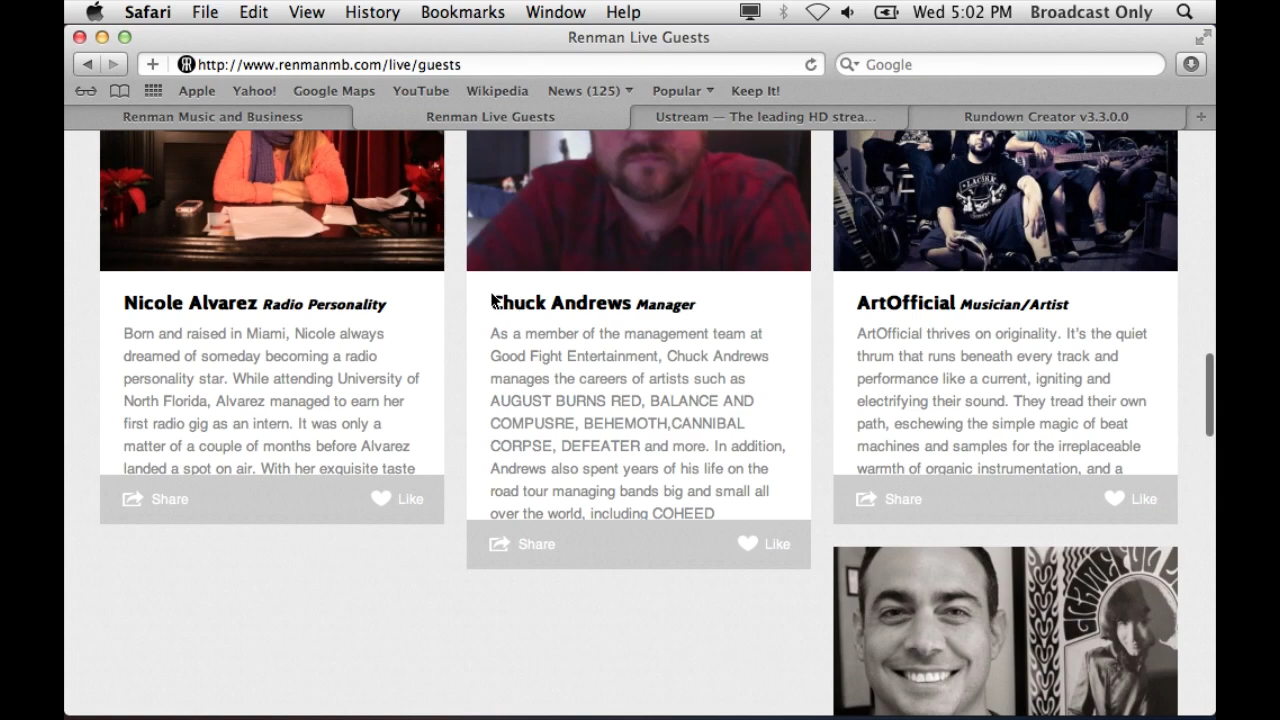 Safari File Edit View History Bookmarks Window Help Wed 5:02 PM Broadcast Only
Renman Live Guests
http://www.renmanmb.com/live/guests Google
Apple Yahoo! Google Maps YouTube Wikipedia News (125) Popular Keep It!
Renman Music and Business Renman Live Guests Ustream — The leading HD strea... Rundown Creator v3.3.0.0
Nicole Alvarez Radio Personality
Born and raised in Miami, Nicole always
dreamed of someday becoming a radio
personality star. While attending University of
North Florida, Alvarez managed to earn her
first radio gig as an intern. It was only a
matter of a couple of months before Alvarez
landed a spot on air. With her exquisite taste
Share Like
Chuck Andrews Manager
As a member of the management team at
Good Fight Entertainment, Chuck Andrews
manages the careers of artists such as
AUGUST BURNS RED, BALANCE AND
COMPUSRE, BEHEMOTH,CANNIBAL
CORPSE, DEFEATER and more. In addition,
Andrews also spent years of his life on the
road tour managing bands big and small all
over the world, including COHEED
Share Like
ArtOfficial Musician/Artist
ArtOfficial thrives on originality. It's the quiet
thrum that runs beneath every track and
performance like a current, igniting and
electrifying their sound. They tread their own
path, eschewing the simple magic of beat
machines and samples for the irreplaceable
warmth of organic instrumentation, and a
Share Like